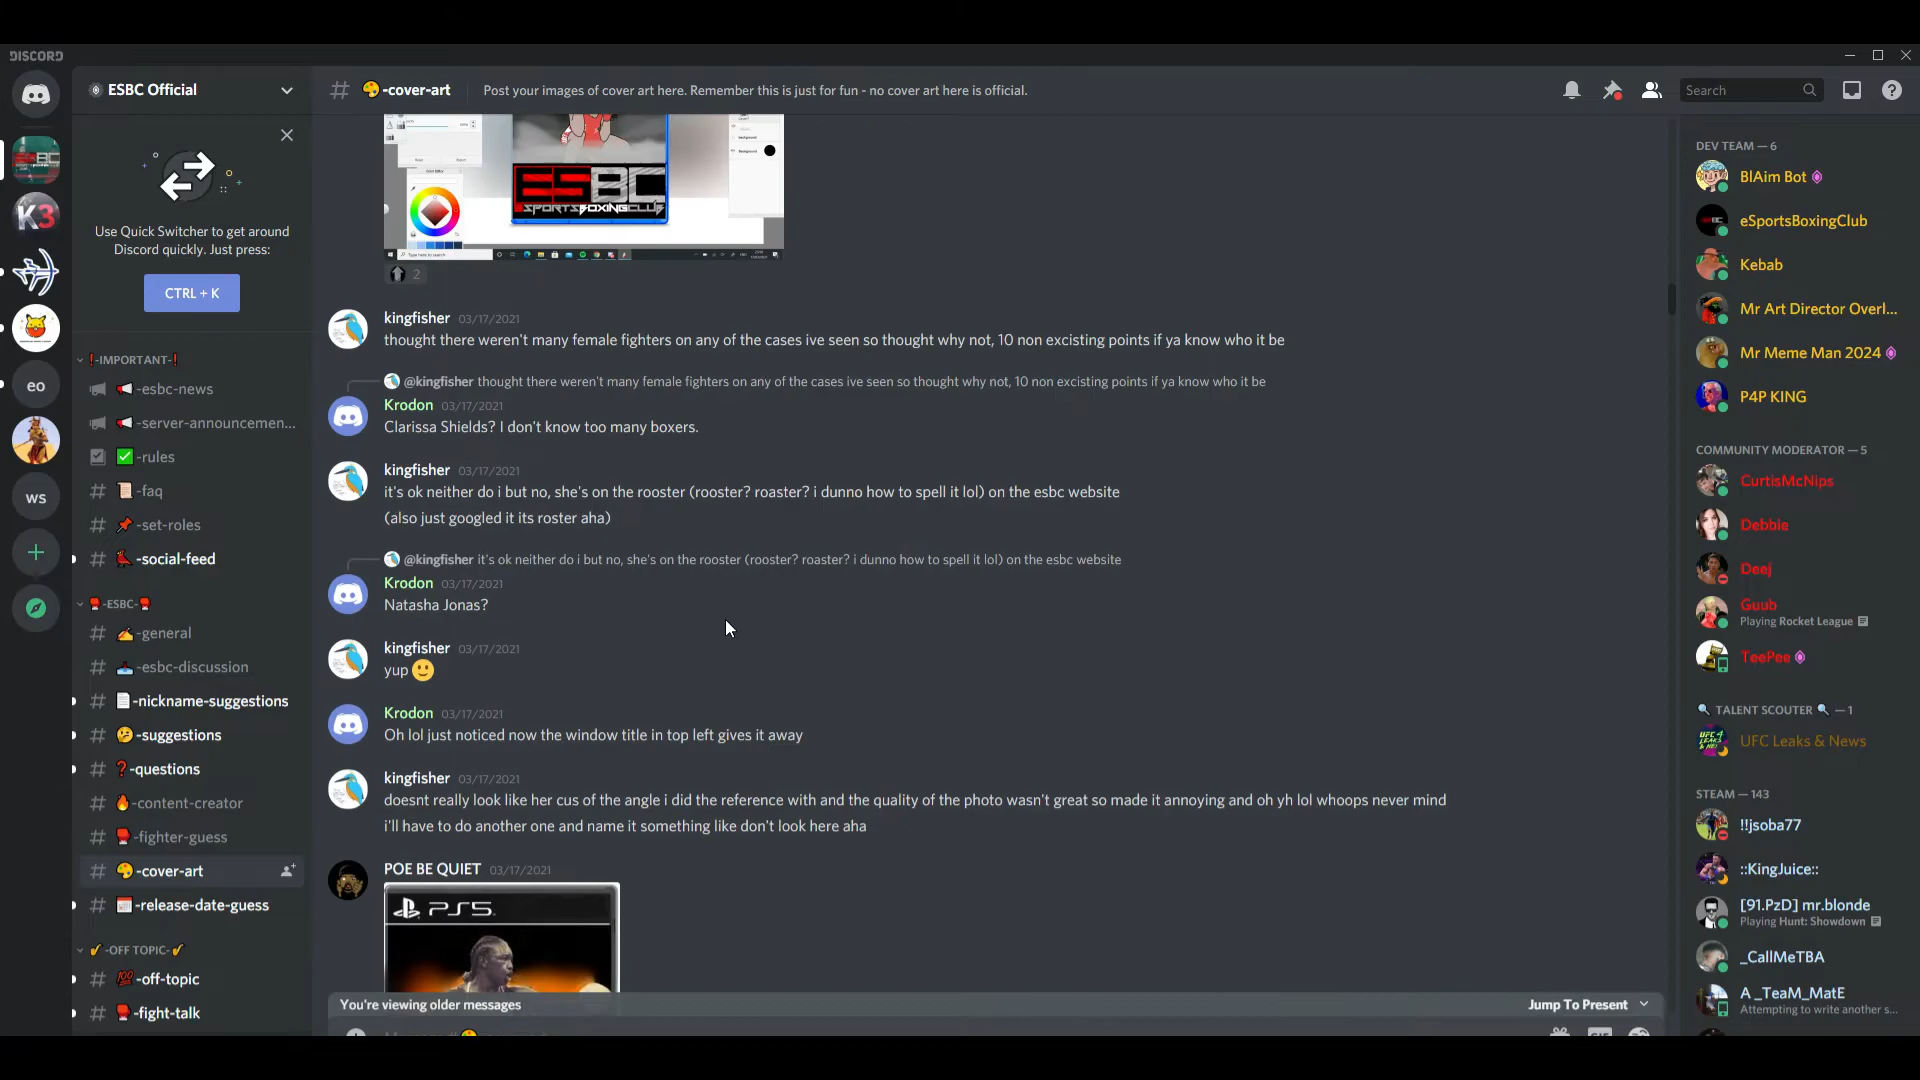 DISCORD
ESBC Official
-cover-art
Post your images of cover art here. Remember this is just for fun - no cover art here is official.
Search
Use Quick Switcher to get around
Discord quickly. Just press:
CTRL + K
K3
eo
ws
-IMPORTANT-
-esbc-news
-server-announcemen...
-rules
-faq
-set-roles
-social-feed
-ESBC-
-general
-esbc-discussion
-nickname-suggestions
-suggestions
-questions
-content-creator
-fighter-guess
-cover-art
-release-date-guess
-OFF TOPIC-
-off-topic
-fight-talk
ESBC
ESPORTSBOXINGCLUB
Type here to search
2
kingfisher 03/17/2021
thought there weren't many female fighters on any of the cases ive seen so thought why not, 10 non excisting points if ya know who it be
@kingfisher thought there weren't many female fighters on any of the cases ive seen so thought why not, 10 non excisting points if ya know who it be
Krodon 03/17/2021
Clarissa Shields? I don't know too many boxers.
kingfisher 03/17/2021
it's ok neither do i but no, she's on the rooster (rooster? roaster? i dunno how to spell it lol) on the esbc website
(also just googled it its roster aha)
@kingfisher it's ok neither do i but no, she's on the rooster (rooster? roaster? i dunno how to spell it lol) on the esbc website
Krodon 03/17/2021
Natasha Jonas?
kingfisher 03/17/2021
yup
Krodon 03/17/2021
Oh lol just noticed now the window title in top left gives it away
kingfisher 03/17/2021
doesnt really look like her cus of the angle i did the reference with and the quality of the photo wasn't great so made it annoying and oh yh lol whoops never mind
i'll have to do another one and name it something like don't look here aha
POE BE QUIET 03/17/2021
PS5
You're viewing older messages
Jump To Present
DEV TEAM — 6
BlAim Bot
eSportsBoxingClub
Kebab
Mr Art Director Overl...
Mr Meme Man 2024
P4P KING
COMMUNITY MODERATOR — 5
CurtisMcNips
Debbie
Deej
Guub
Playing Rocket League
TeePee
TALENT SCOUTER — 1
UFC Leaks & News
STEAM — 143
!!jsoba77
::KingJuice::
[91.PzD] mr.blonde
Playing Hunt: Showdown
_CallMeTBA
A _TeaM_MatE
Attempting to write another s...